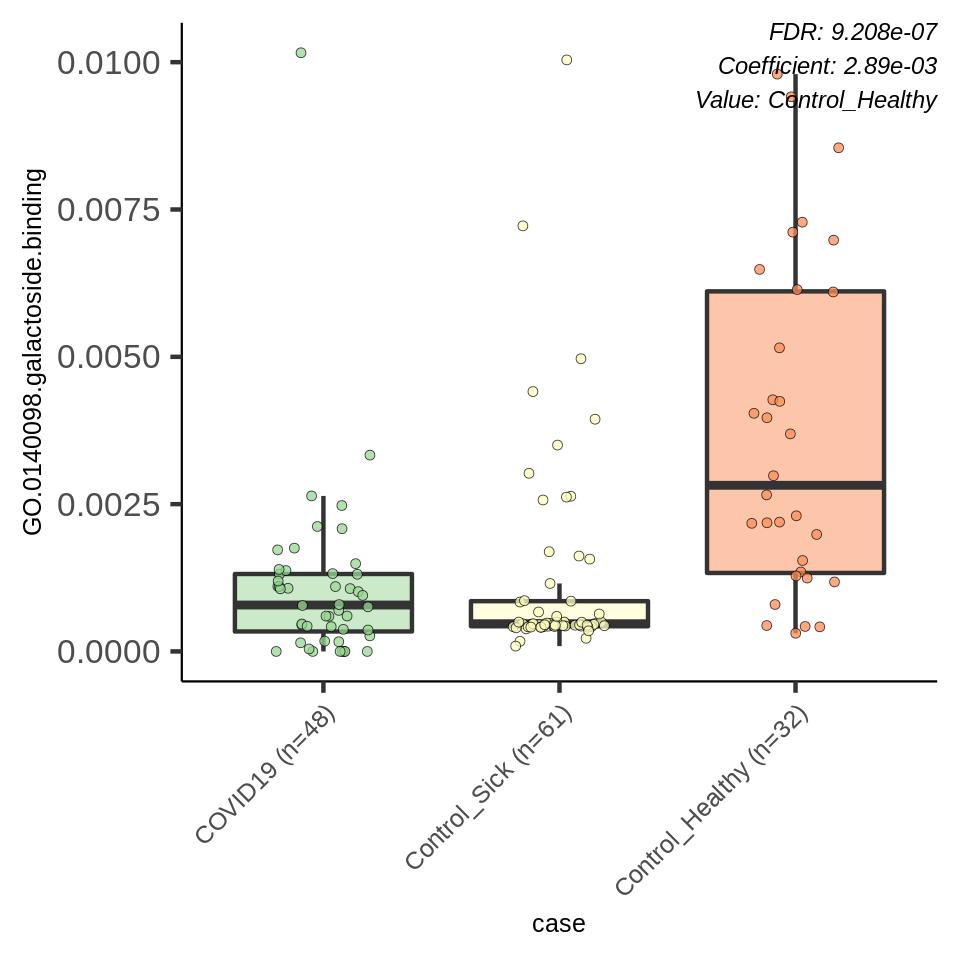 FDR: 9.208e-07
Coefficient: 2.89e-03
Value: Control_Healthy
0.0100
0.0075
0.0050
0.0025
0.0000
GO.0140098.galactoside.binding
COVID19 (n=48)
Control_Sick (n=61)
Control_Healthy (n=32)
case